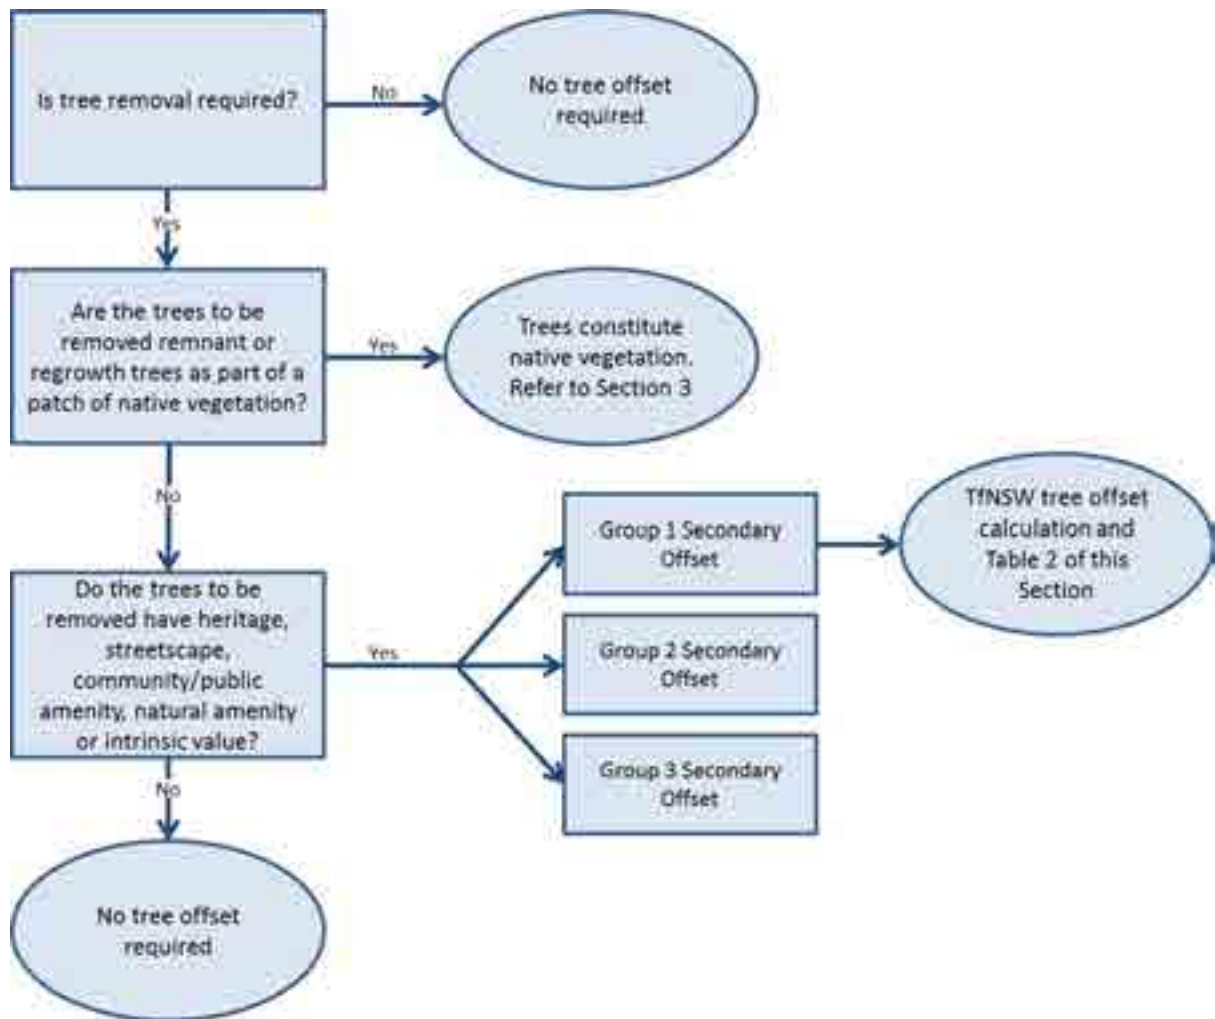 Is tree removal required?
No
No tree offset
required
Yes
Are the trees to be
removed remnant or
regrowth trees as part of a
patch of native vegetation?
Yes
Trees constitute
native vegetation.
Refer to Section 3
No
Do the trees to be
removed have heritage,
streetscape,
community/public
amenity, natural amenity
or intrinsic value?
Yes
Group 1 Secondary
Offset
TfNSW tree offset
calculation and
Table 2 of this
Section
Group 2 Secondary
Offset
Group 3 Secondary
Offset
No
No tree offset
required